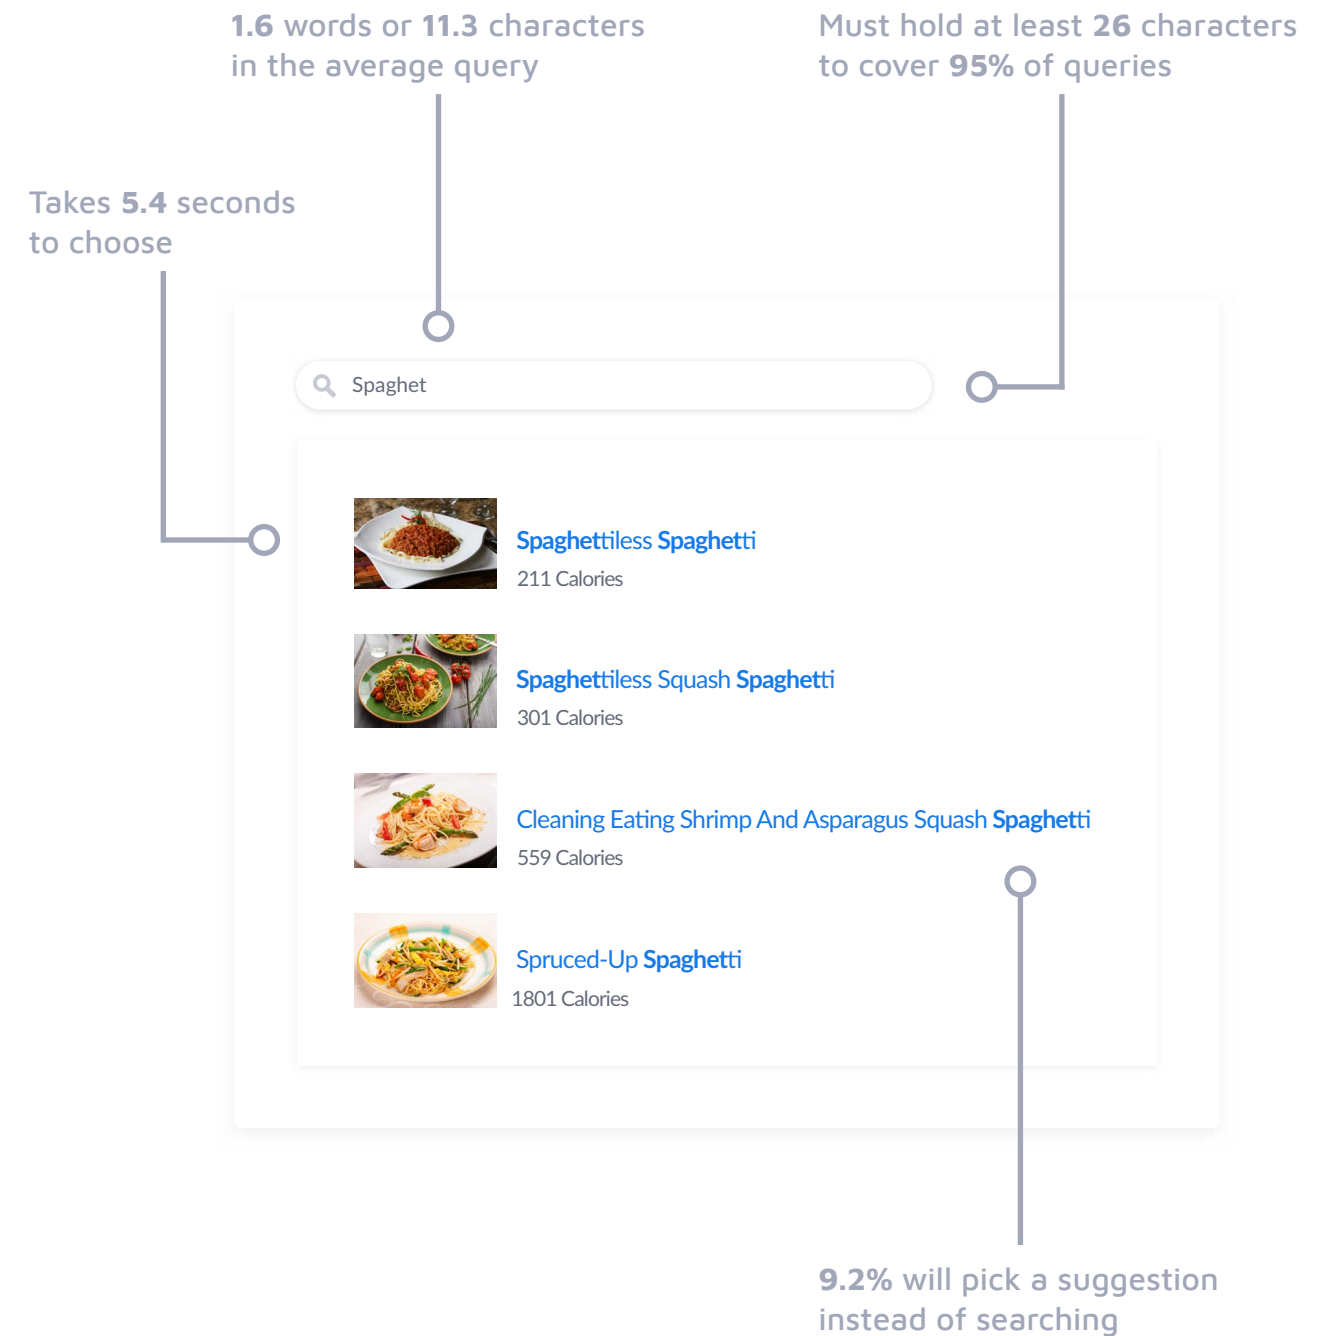 1.6 words or 11.3 characters
in the average query
Must hold at least 26 characters
to cover 95% of queries
Takes 5.4 seconds
to choose
Spaghet
Spaghettiless Spaghetti
211 Calories
Spaghettiless Squash Spaghetti
301 Calories
Cleaning Eating Shrimp And Asparagus Squash Spaghetti
559 Calories
Spruced-Up Spaghetti
1801 Calories
9.2% will pick a suggestion
instead of searching